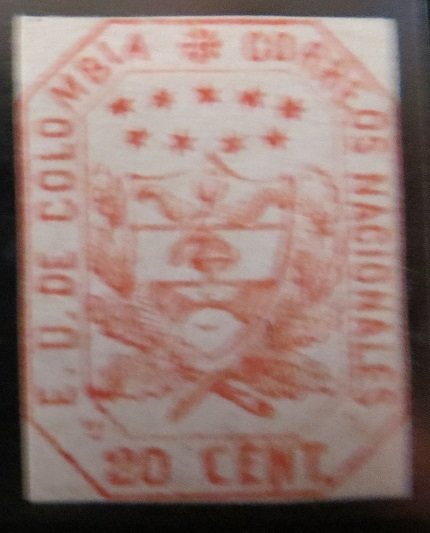 E. U. DE COLOMBIA
CORREOS NACIONALES
20 CENT.